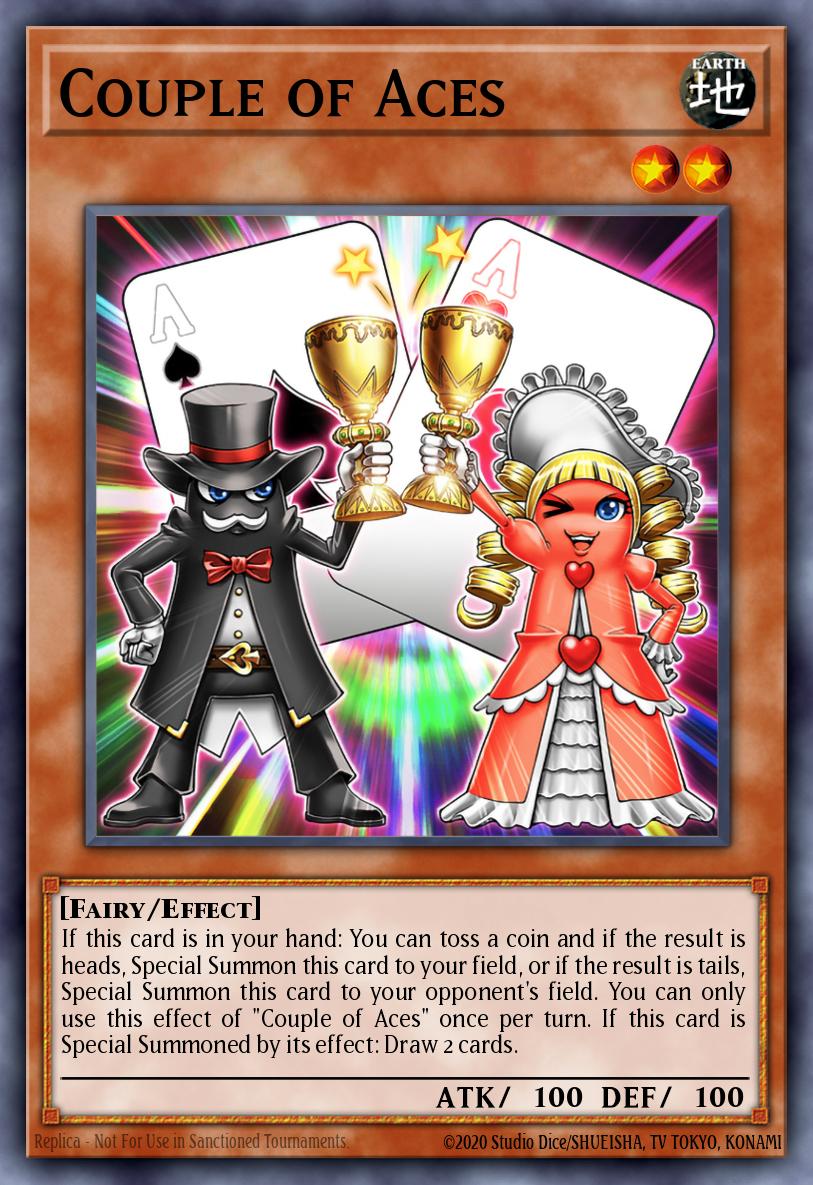 Couple of Aces
EARTH
地
A
A
M
M
[Fairy/Effect]
If this card is in your hand: You can toss a coin and if the result is
heads, Special Summon this card to your field, or if the result is tails,
Special Summon this card to your opponent's field. You can only
use this effect of "Couple of Aces" once per turn. If this card is
Special Summoned by its effect: Draw 2 cards.
ATK/ 100 DEF/ 100
Replica - Not For Use in Sanctioned Tournaments.
©2020 Studio Dice/SHUEISHA, TV TOKYO, KONAMI